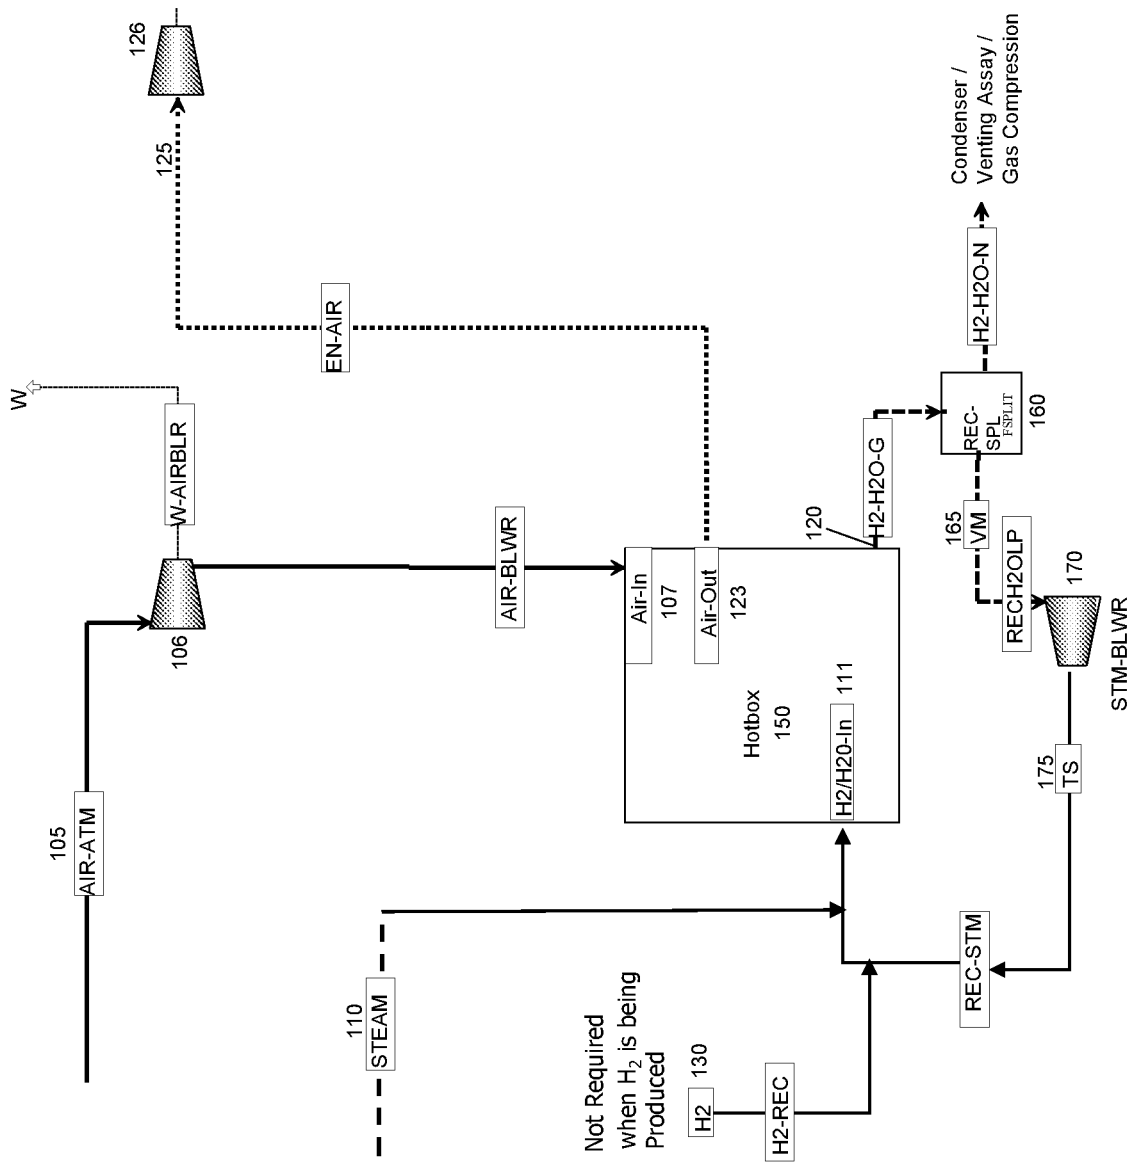 126
125
EN-AIR
W
W-AIRBLR
106
AIR-BLWR
105
AIR-ATM
Air-In
107
Air-Out
123
Hotbox
150
H2/H20-In
111
120
H2-H2O-G
REC-
SPL
FSPLIT
160
H2-H2O-N
Condenser /
Venting Assay /
Gas Compression
165
VM
RECH2OLP
170
STM-BLWR
175
TS
REC-STM
110
STEAM
Not Required
when H₂ is being
Produced
H2
130
H2-REC